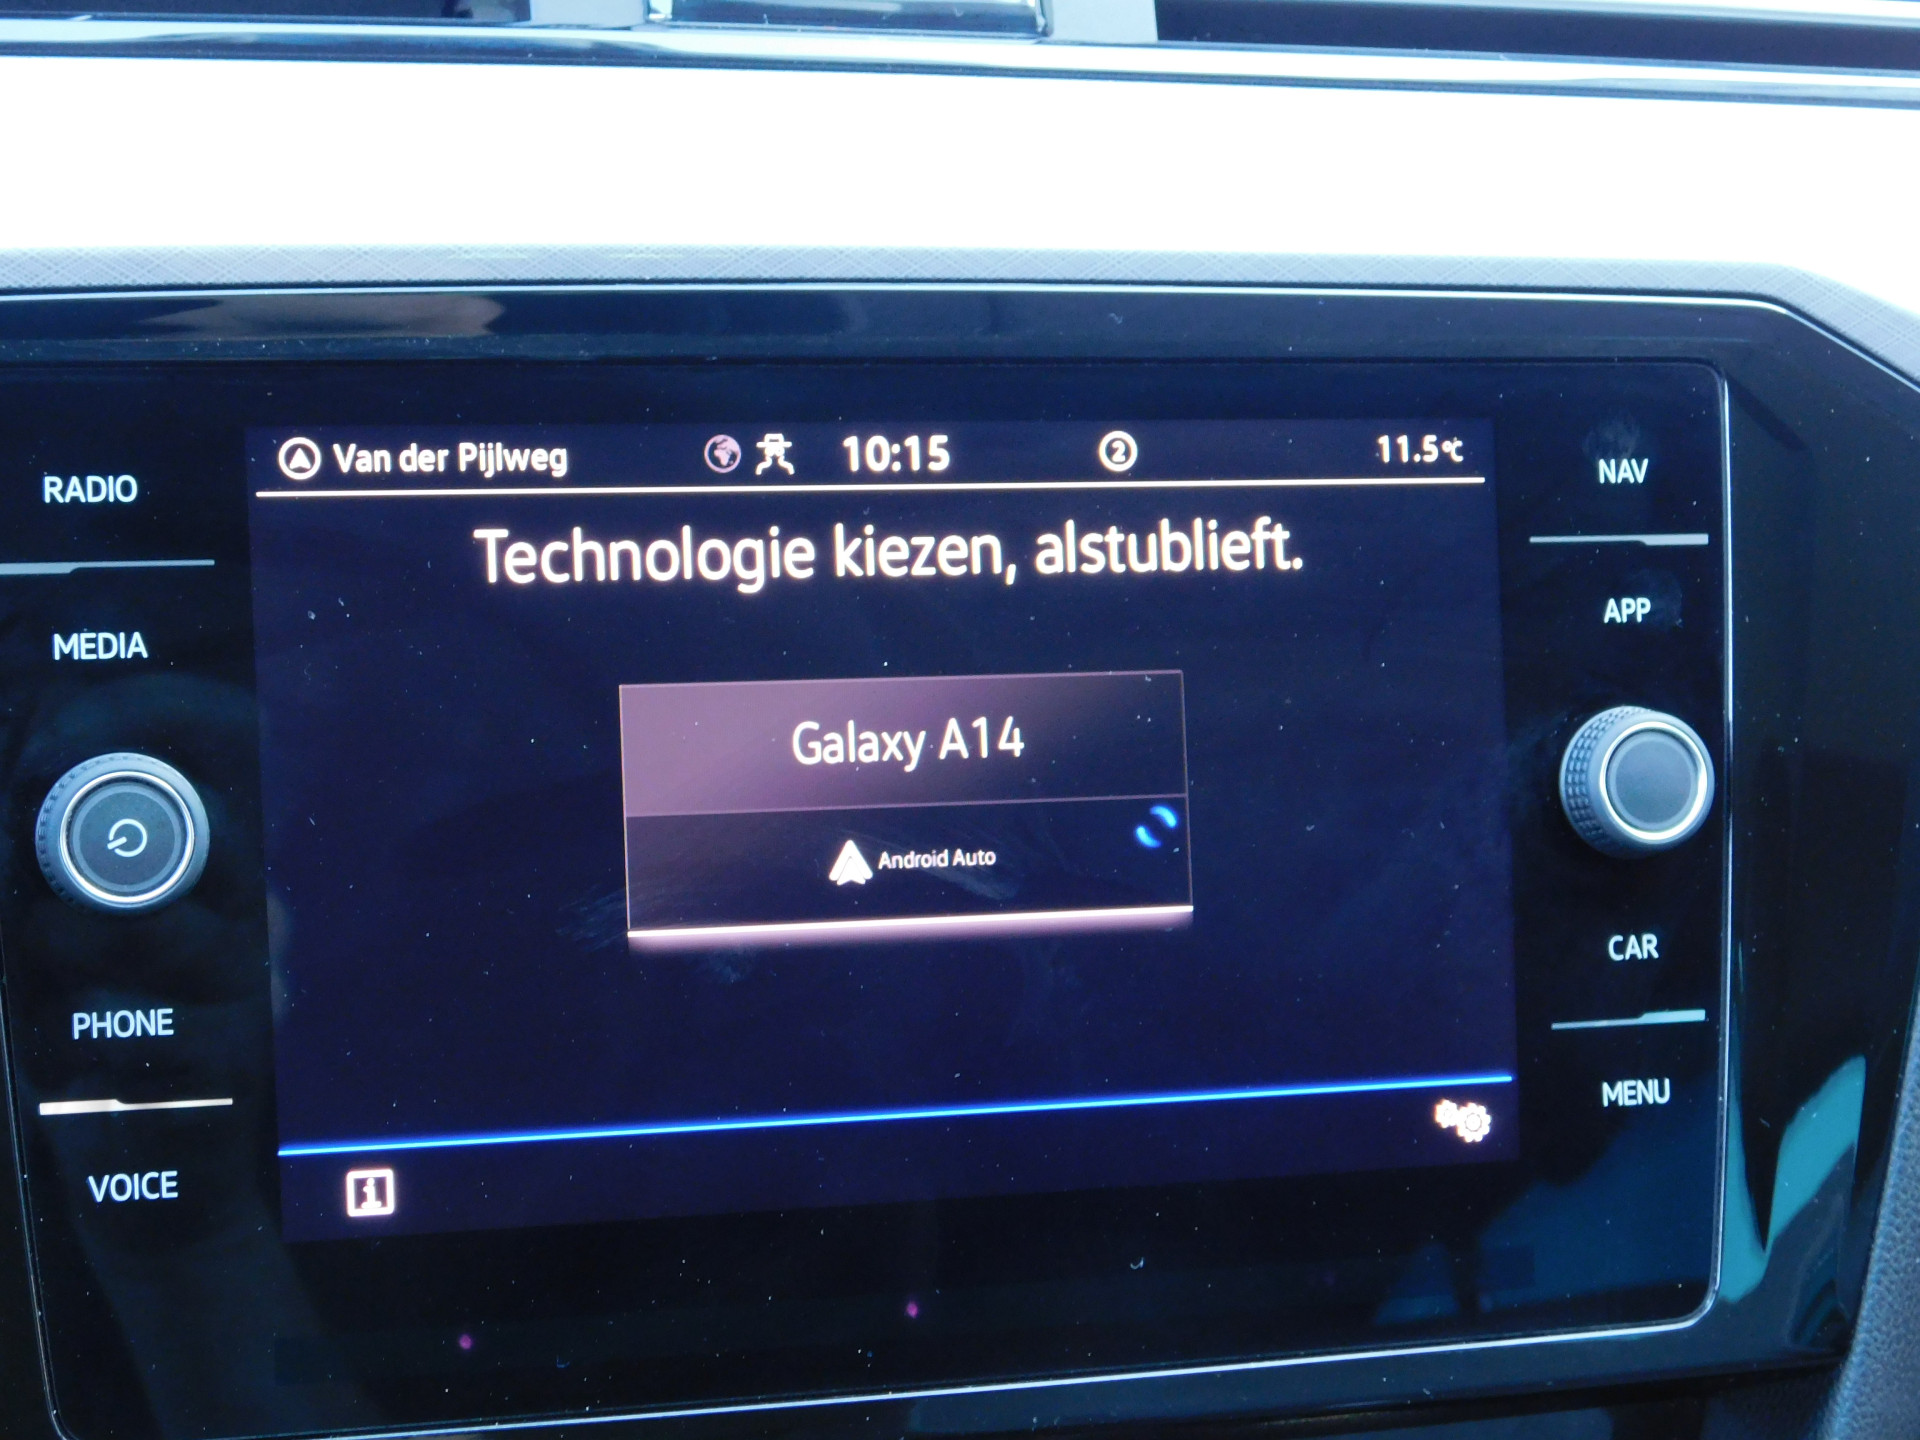 Van der Pijlweg 10:15 2 11.5°C
Technologie kiezen, alstublieft.
Galaxy A14
Android Auto
RADIO
MEDIA
PHONE
VOICE
NAV
APP
CAR
MENU
i